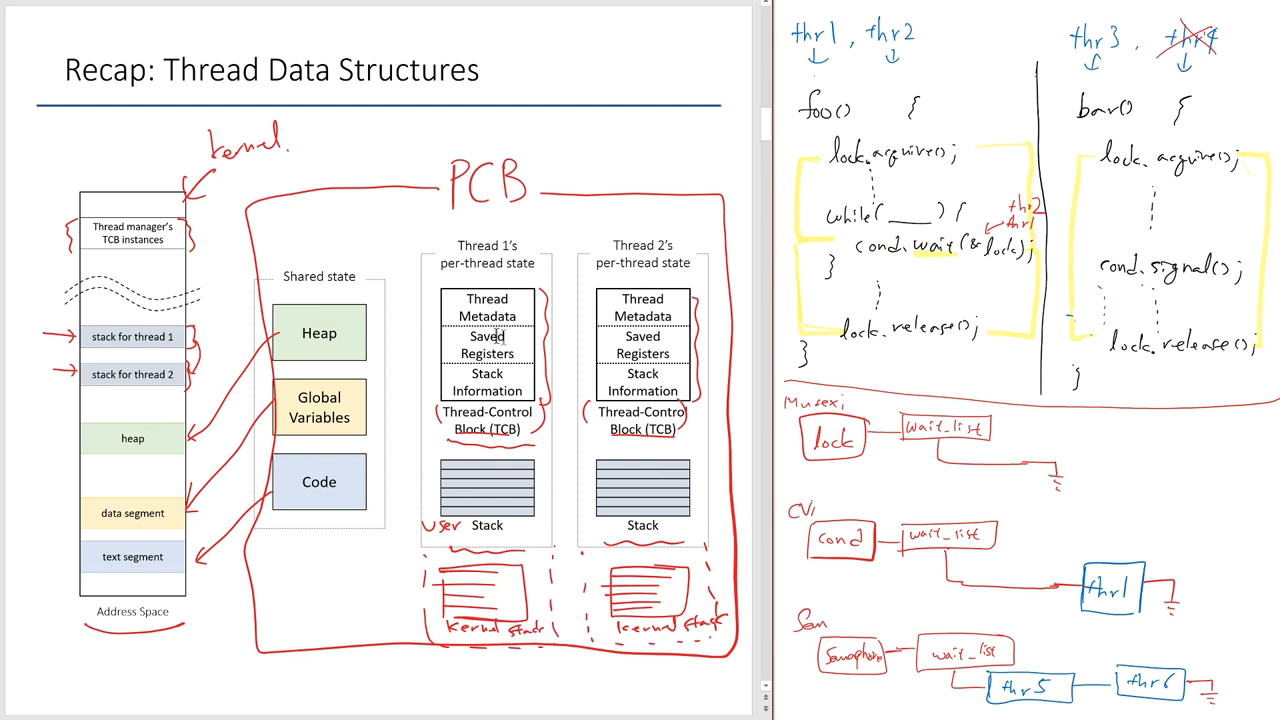 Recap: Thread Data Structures
kernel.
Thread manager's
TCB instances
stack for thread 1
stack for thread 2
heap
data segment
text segment
Address Space
PCB
Shared state
Heap
Global
Variables
Code
Thread 1's
per-thread state
Thread
Metadata
Saved
Registers
Stack
Information
Thread-Control
Block (TCB)
user
Stack
kernel stack
Thread 2's
per-thread state
Thread
Metadata
Saved
Registers
Stack
Information
Thread-Control
Block (TCB)
Stack
kernel stack
thr1, thr2
foo() {
lock.acquire();
while( ____ ) {
thr2
thr1
cond.wait(&lock);
}
lock.release();
}
thr3, thr4
bar() {
lock.acquire();
cond.signal();
lock.release();
}
lock
wait_list
CV:
cond
wait_list
thr1
Sem
wait_list
thr5
thr6